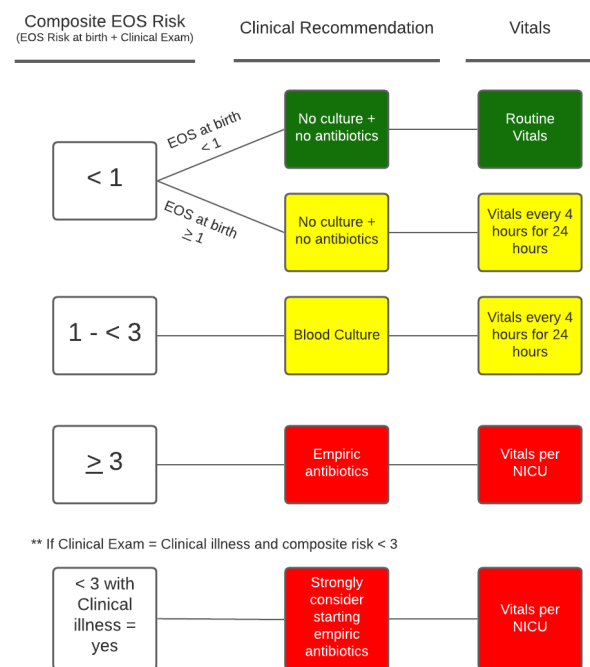 Composite EOS Risk
(EOS Risk at birth + Clinical Exam)
Clinical Recommendation
Vitals
< 1
EOS at birth
< 1
No culture +
no antibiotics
Routine
Vitals
EOS at birth
≥ 1
No culture +
no antibiotics
Vitals every 4
hours for 24
hours
1 - < 3
Blood Culture
Vitals every 4
hours for 24
hours
≥ 3
Empiric
antibiotics
Vitals per
NICU
** If Clinical Exam = Clinical illness and composite risk < 3
< 3 with
Clinical
illness =
yes
Strongly
consider
starting
empiric
antibiotics
Vitals per
NICU